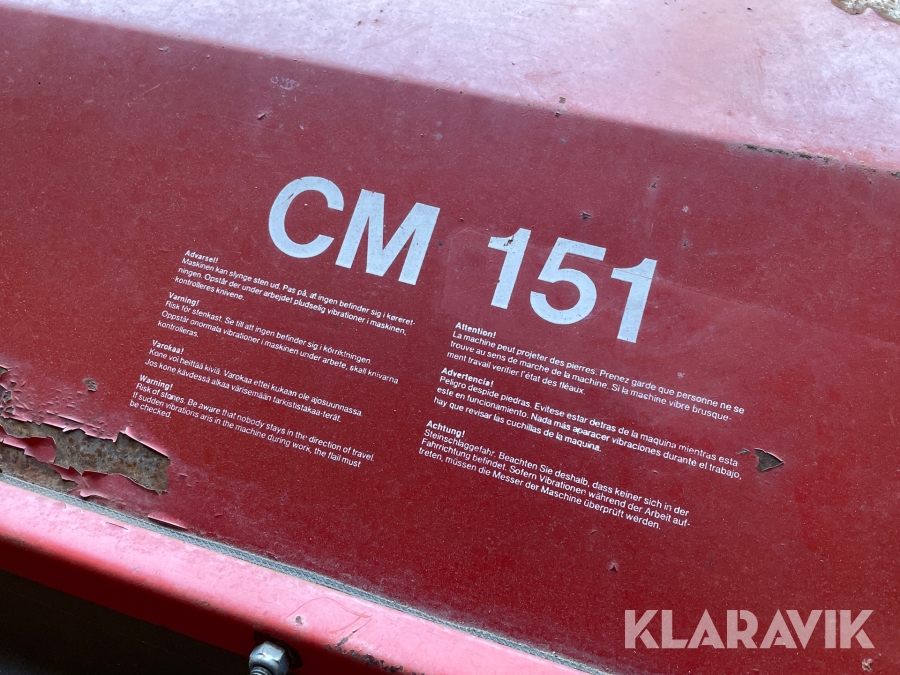 CM 151
Advarsel!
Maskinen kan slynge sten ud. Pas på, at ingen befinder sig i køreret-
ningen. Opstår der under arbejdet pludselig vibrationer i maskinen,
-kontrolleres knivene.
Varning!
Risk för stenkast. Se till att ingen befinder sig i körriktningen
Oppstår onormala vibrationer i maskinen under arbete, skall knivarna
kontrolleras.
Varokaa!
Kone voi heittää kiviä. Varokaa ettei kukaan ole ajosuunnassa
Jos kone käydessä alkaa värisemään tarkististakaa-terät.
Warning!
Risk of stones. Be aware that nobody stays in the direction of travel.
If sudden vibrations aris in the machine during work, the flail must
be checked.
Attention!
La machine peut projeter des pierres. Prenez garde que personne ne se
trouve au sens de marche de la machine. Si la machine vibre brusque-
ment travail verifier l'état des fléaux.
Advertencia!
Peligro despide piedras. Evitese estar detras de la maquina mientras esta
este en funcionamiento. Nada más aparacer vibraciones durante el trabajo,
hay que revisar las cuchillas de la maquina.
Achtung!
Steinschlaggefahr. Beachten Sie deshalb, dass keiner sich in der
Fahrrichtung befindet. Sofern Vibrationen während der Arbeit auf-
treten, müssen die Messer der Maschine überprüft werden.
KLARAVIK